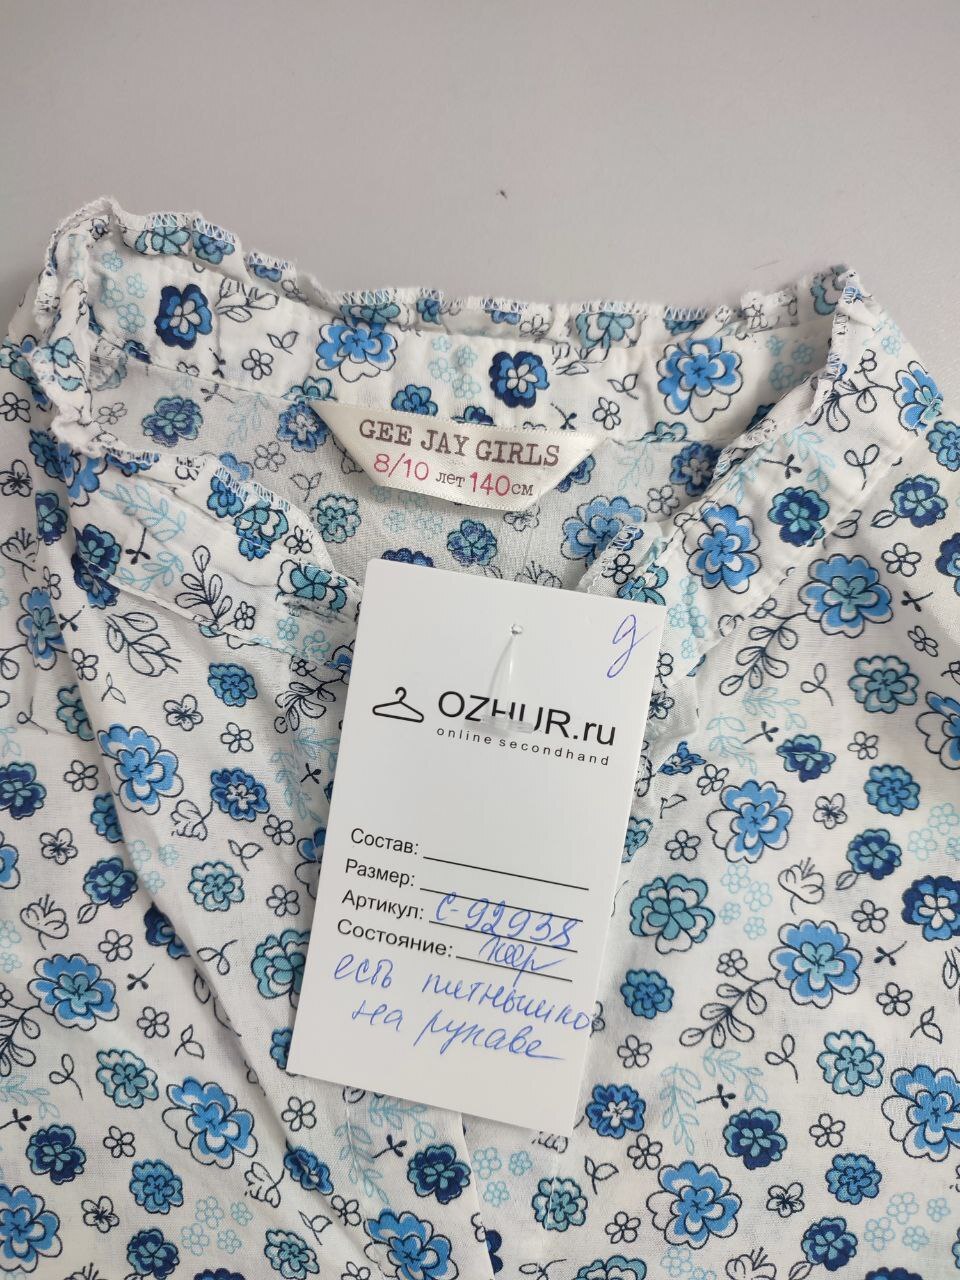 GEE JAY GIRLS
8/10 лет 140см
д
OZHUR.ru
online secondhand
Состав:
Размер:
Артикул: С-92938
Состояние: хор
есть пятнышко
на рукаве